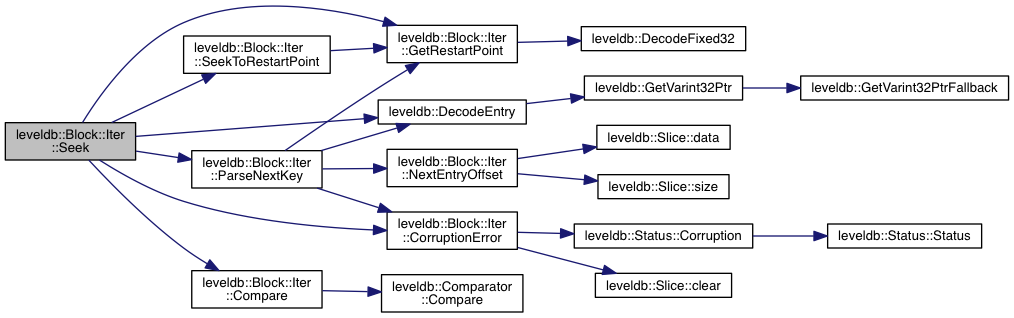 leveldb::Block::Iter
::Seek
leveldb::Block::Iter
::SeekToRestartPoint
leveldb::Block::Iter
::GetRestartPoint
leveldb::DecodeFixed32
leveldb::DecodeEntry
leveldb::GetVarint32Ptr
leveldb::GetVarint32PtrFallback
leveldb::Block::Iter
::ParseNextKey
leveldb::Block::Iter
::NextEntryOffset
leveldb::Slice::data
leveldb::Slice::size
leveldb::Block::Iter
::CorruptionError
leveldb::Status::Corruption
leveldb::Status::Status
leveldb::Slice::clear
leveldb::Block::Iter
::Compare
leveldb::Comparator
::Compare